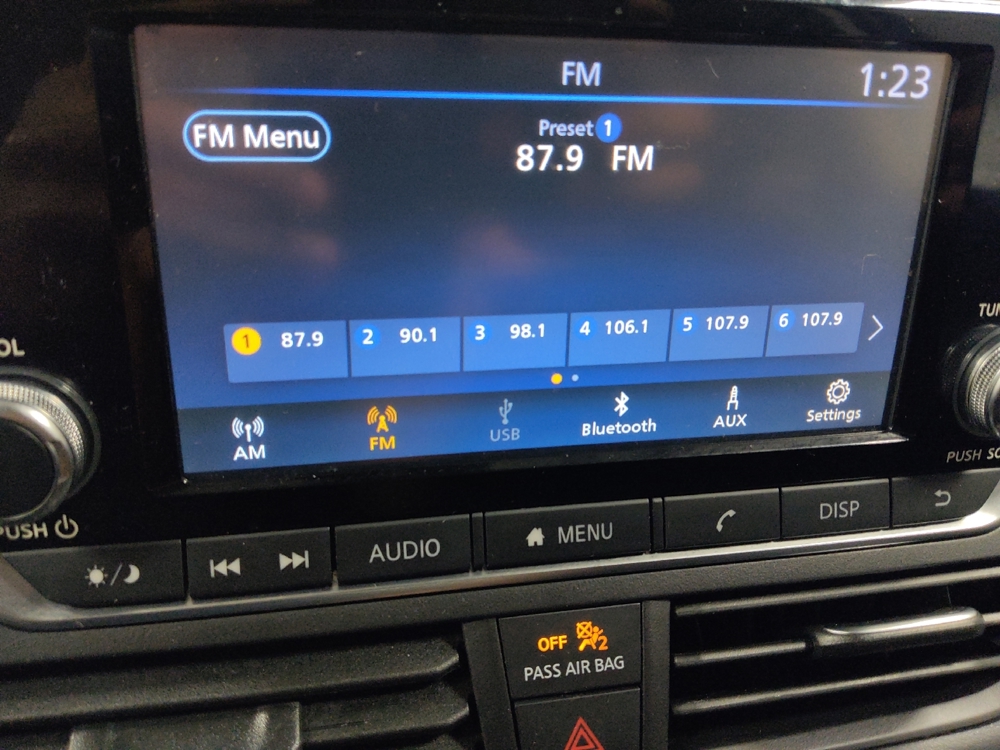 FM
1:23
FM Menu
Preset 1
87.9 FM
1 87.9
2 90.1
3 98.1
4 106.1
5 107.9
6 107.9
AM
FM
USB
Bluetooth
AUX
Settings
OL
TUN
PUSH
PUSH SC
AUDIO
MENU
DISP
OFF 2
PASS AIR BAG